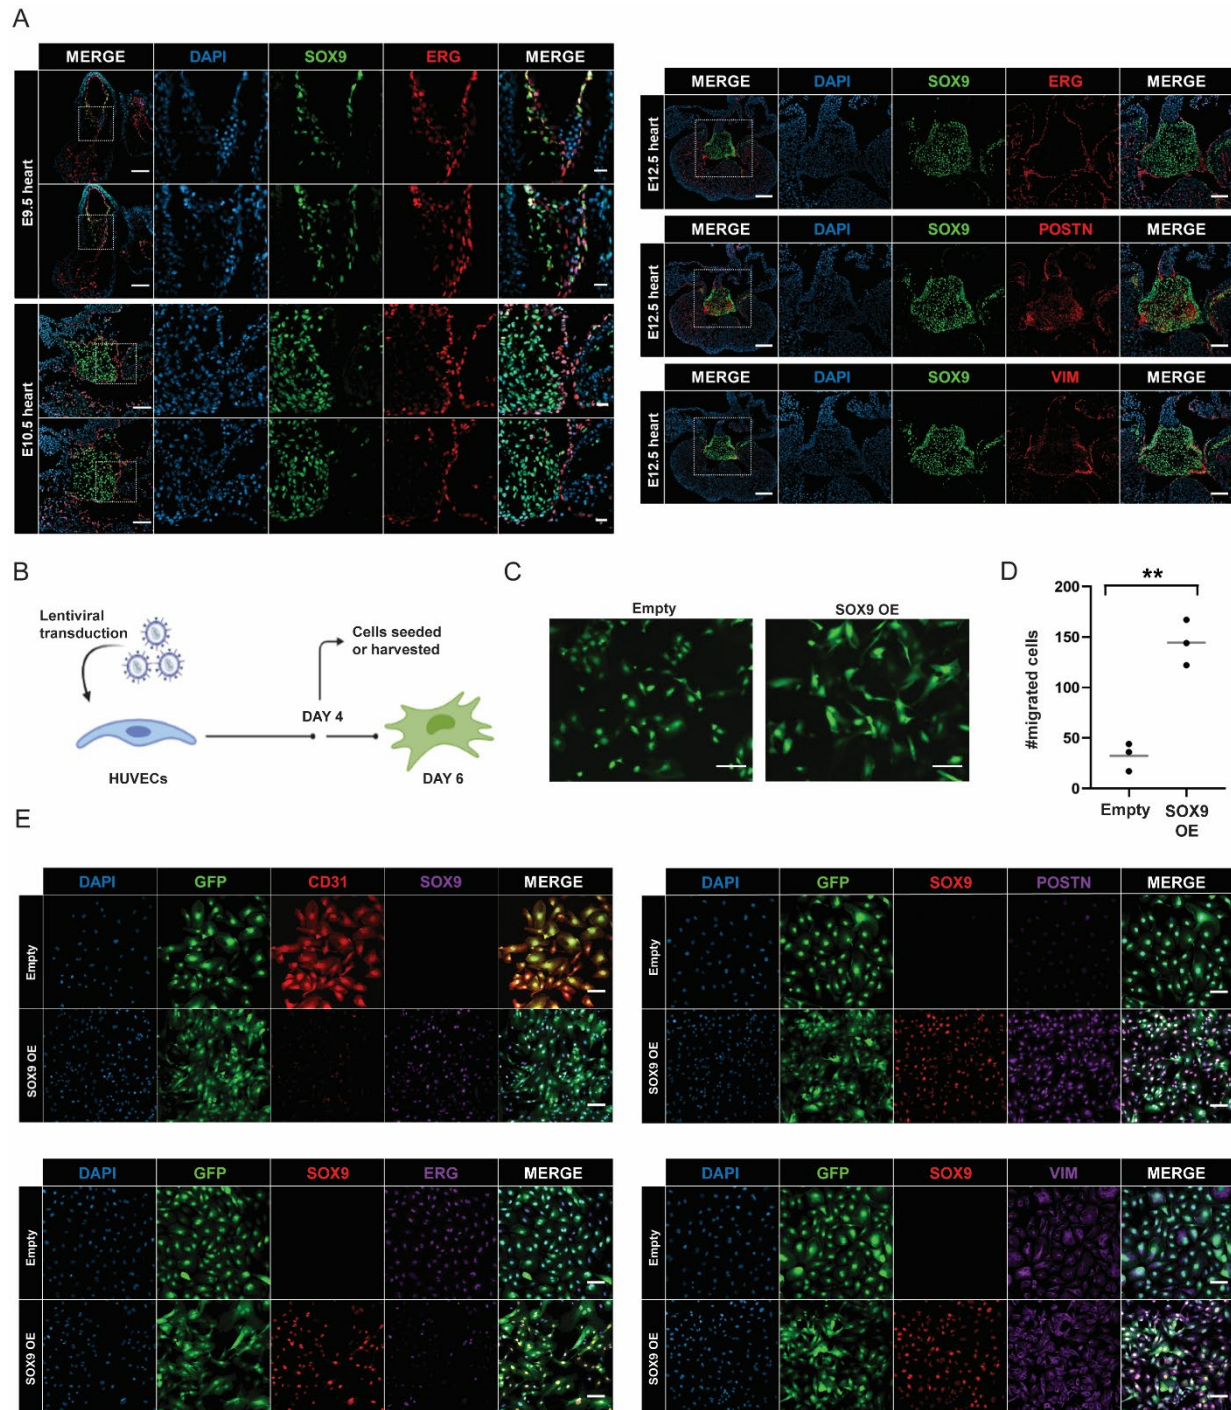 A
MERGE DAPI SOX9 ERG MERGE
E9.5 heart
E10.5 heart
MERGE DAPI SOX9 ERG MERGE
E12.5 heart
MERGE DAPI SOX9 POSTN MERGE
E12.5 heart
MERGE DAPI SOX9 VIM MERGE
E12.5 heart
B
Lentiviral
transduction
Cells seeded
or harvested
DAY 4
HUVECs
DAY 6
C
Empty SOX9 OE
D
**
#migrated cells
200
150
100
50
0
Empty SOX9
OE
E
DAPI GFP CD31 SOX9 MERGE
Empty
SOX9 OE
DAPI GFP SOX9 POSTN MERGE
Empty
SOX9 OE
DAPI GFP SOX9 ERG MERGE
Empty
SOX9 OE
DAPI GFP SOX9 VIM MERGE
Empty
SOX9 OE